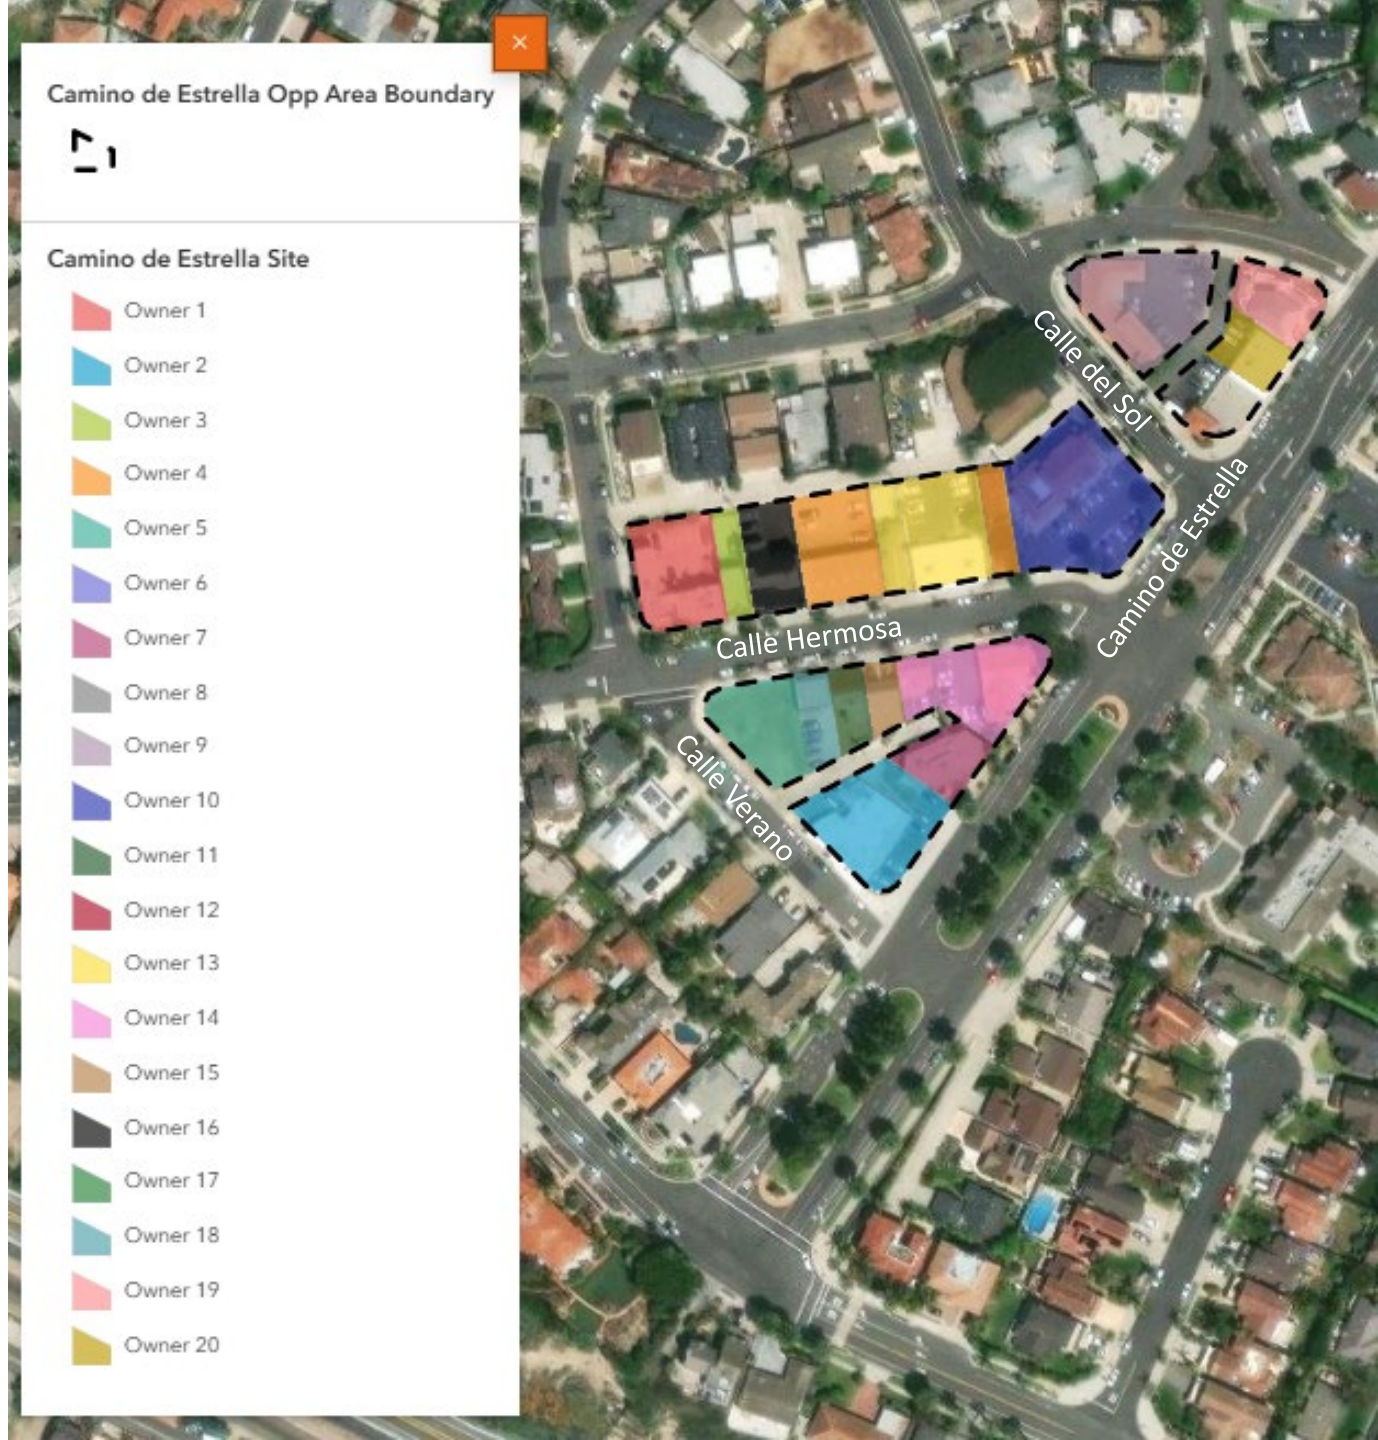 ×
Camino de Estrella Opp Area Boundary
Camino de Estrella Site
Owner 1
Owner 2
Owner 3
Owner 4
Owner 5
Owner 6
Owner 7
Owner 8
Owner 9
Owner 10
Owner 11
Owner 12
Owner 13
Owner 14
Owner 15
Owner 16
Owner 17
Owner 18
Owner 19
Owner 20
Calle del Sol
Camino de Estrella
Calle Hermosa
Calle Verano